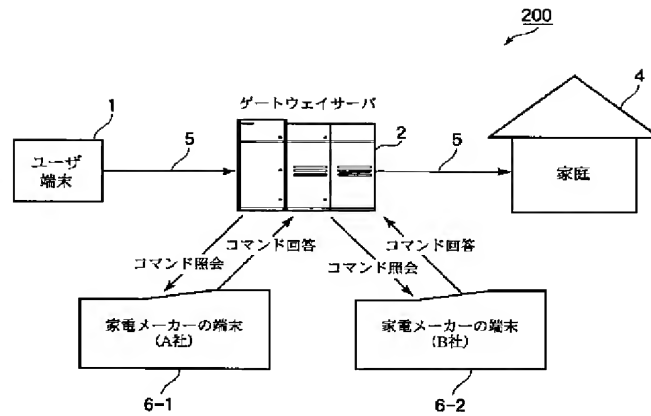 200
4
ゲートウェイサーバ
1
5
2
5
ユーザ
端末
家庭
コマンド照会
コマンド回答
コマンド照会
コマンド回答
家電メーカーの端末
(A社)
家電メーカーの端末
(B社)
6-1
6-2